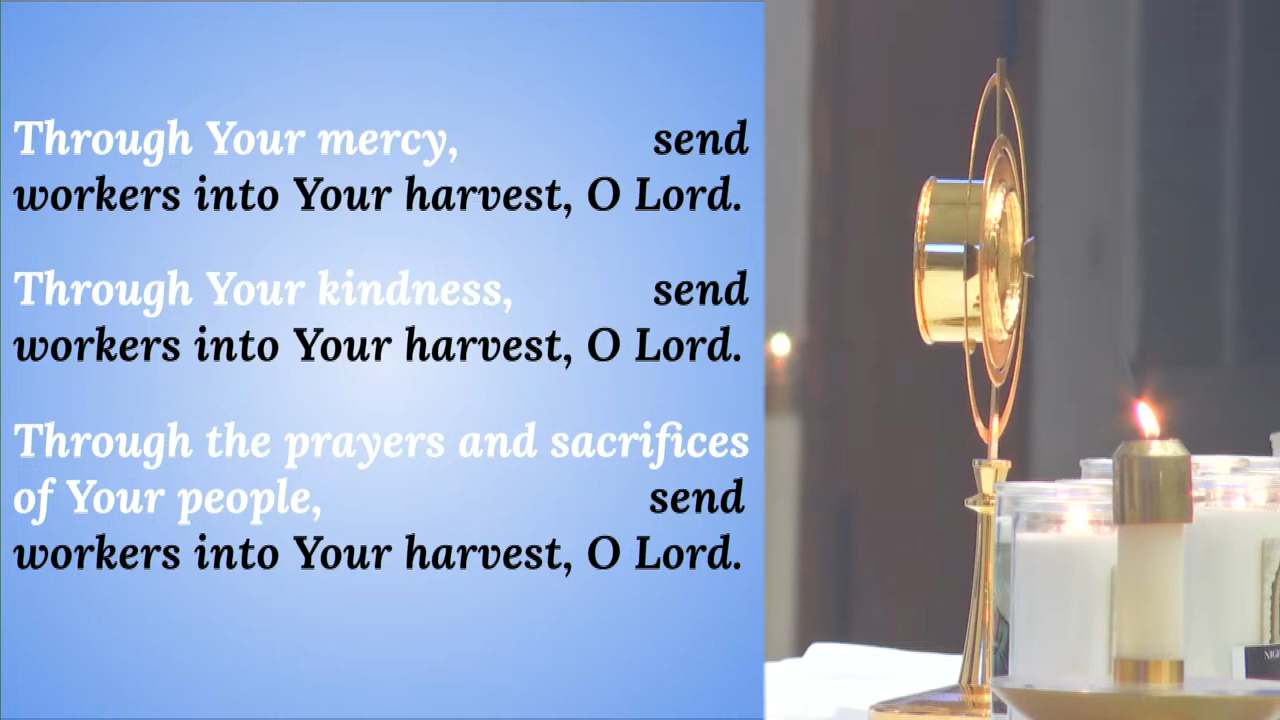 Through Your mercy, send
workers into Your harvest, O Lord.
Through Your kindness, send
workers into Your harvest, O Lord.
Through the prayers and sacrifices
of Your people, send
workers into Your harvest, O Lord.